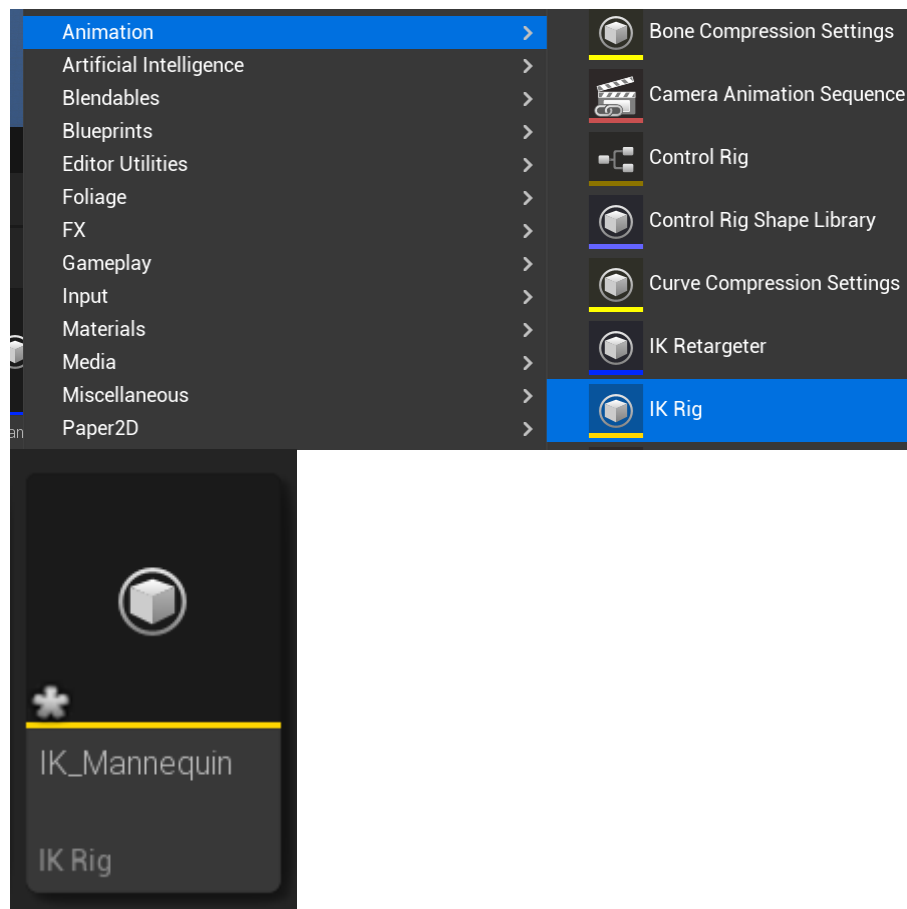 Animation
Artificial Intelligence
Blendables
Blueprints
Editor Utilities
Foliage
FX
Gameplay
Input
Materials
Media
Miscellaneous
Paper2D
Bone Compression Settings
Camera Animation Sequence
Control Rig
Control Rig Shape Library
Curve Compression Settings
IK Retargeter
IK Rig
an
IK_Mannequin
IK Rig